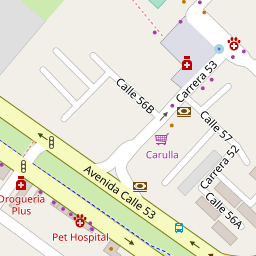 Carrera 53
Calle 56B
Calle 57
Carulla
Carrera 52
Avenida Calle 53
Droguería
Plus
Calle 56A
Pet Hospital